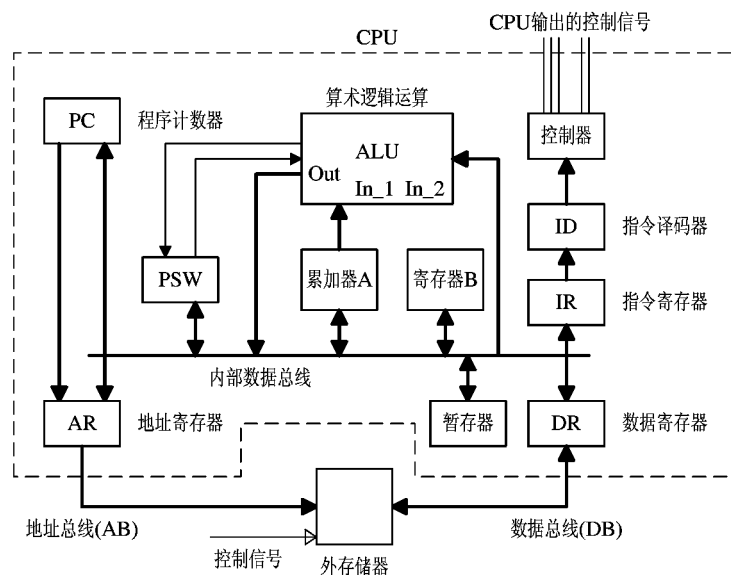 CPU输出的控制信号
CPU
算术逻辑运算
PC
程序计数器
ALU
控制器
Out
In_1 In_2
ID
指令译码器
PSW
累加器A
寄存器B
IR
指令寄存器
内部数据总线
AR
地址寄存器
暂存器
DR
数据寄存器
地址总线(AB)
数据总线(DB)
控制信号
外存储器